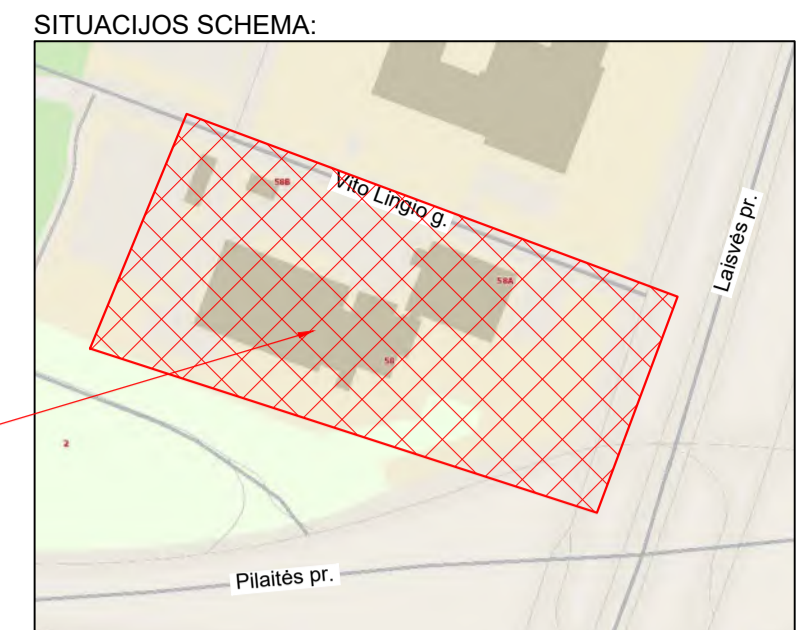 SITUACIJOS SCHEMA:
58B
Vito Lingio g.
Laisvės pr.
58A
58
2
Pilaitės pr.